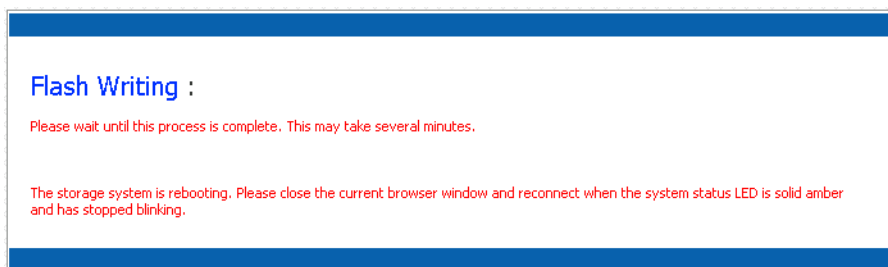 Flash Writing :
Please wait until this process is complete. This may take several minutes.
The storage system is rebooting. Please close the current browser window and reconnect when the system status LED is solid amber
and has stopped blinking.